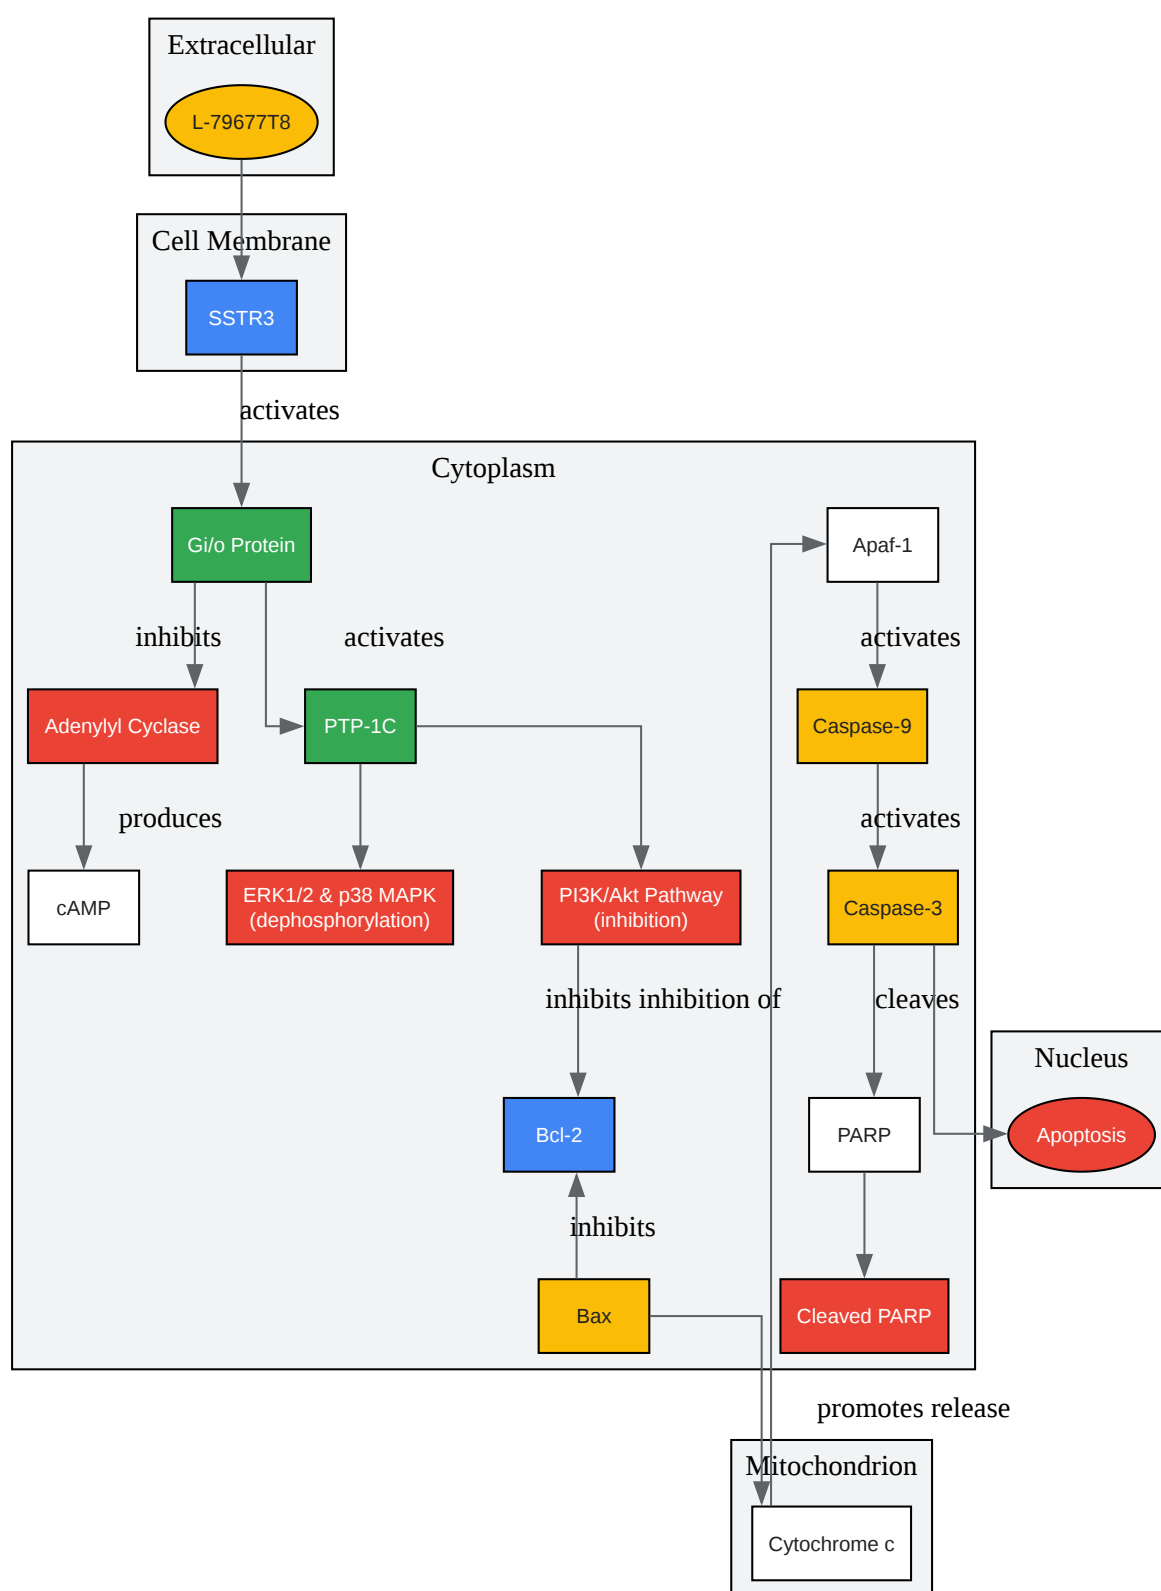 Extracellular
L-79677T8
Cell Membrane
SSTR3
activates
Cytoplasm
Gi/o Protein
Apaf-1
inhibits
activates
activates
Adenylyl Cyclase
PTP-1C
Caspase-9
produces
activates
cAMP
ERK1/2 & p38 MAPK
(dephosphorylation)
PI3K/Akt Pathway
(inhibition)
Caspase-3
inhibits inhibition of
cleaves
Nucleus
Bcl-2
PARP
Apoptosis
inhibits
Bax
Cleaved PARP
promotes release
Mitochondrion
Cytochrome c